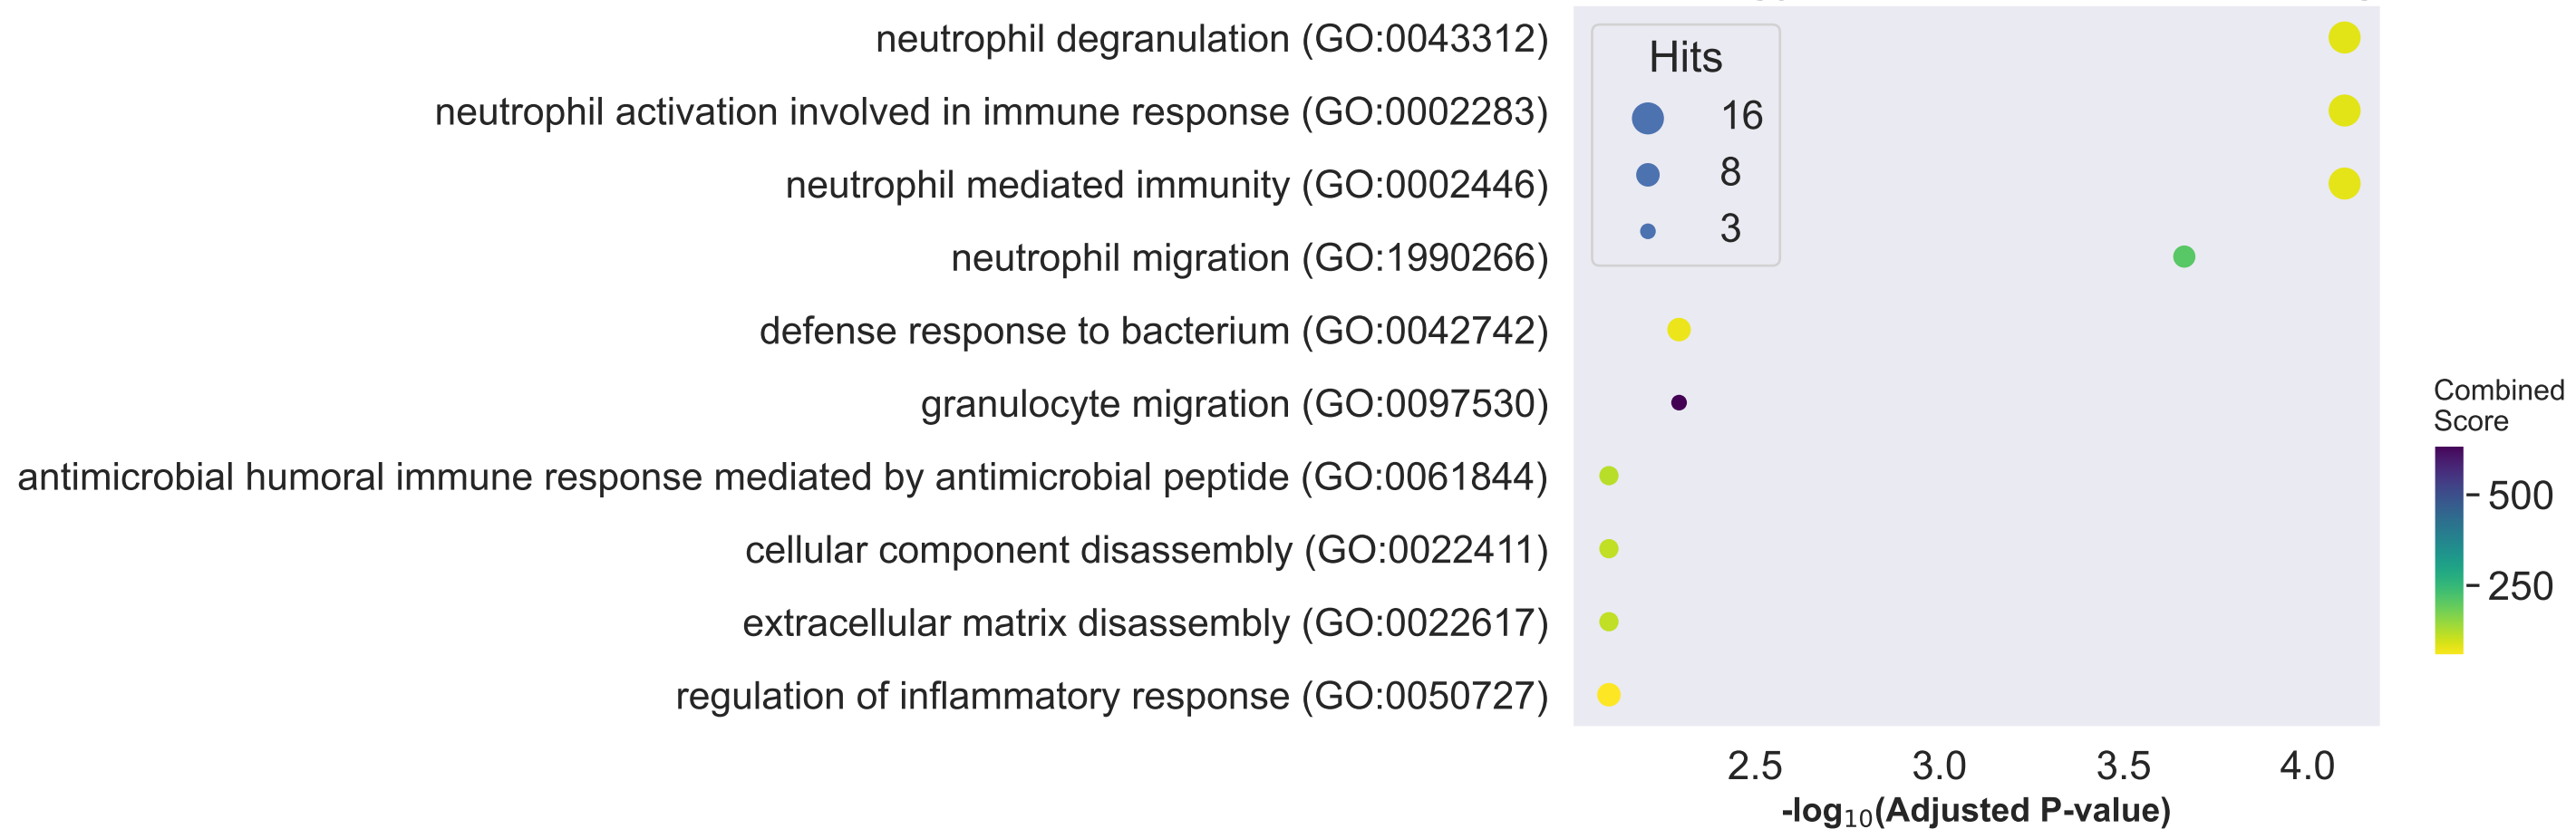 neutrophil degranulation (GO:0043312)
neutrophil activation involved in immune response (GO:0002283)
neutrophil mediated immunity (GO:0002446)
neutrophil migration (GO:1990266)
defense response to bacterium (GO:0042742)
granulocyte migration (GO:0097530)
antimicrobial humoral immune response mediated by antimicrobial peptide (GO:0061844)
cellular component disassembly (GO:0022411)
extracellular matrix disassembly (GO:0022617)
regulation of inflammatory response (GO:0050727)
Hits
16
8
3
2.5 3.0 3.5 4.0
-log₁₀(Adjusted P-value)
Combined
Score
500
250